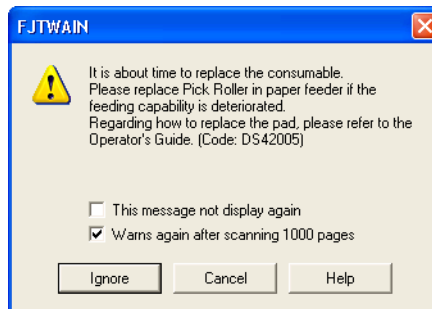 FJTWAIN
It is about time to replace the consumable.
Please replace Pick Roller in paper feeder if the
feeding capability is deteriorated.
Regarding how to replace the pad, please refer to the
Operator's Guide. (Code: DS42005)
This message not display again
Warns again after scanning 1000 pages
Ignore Cancel Help